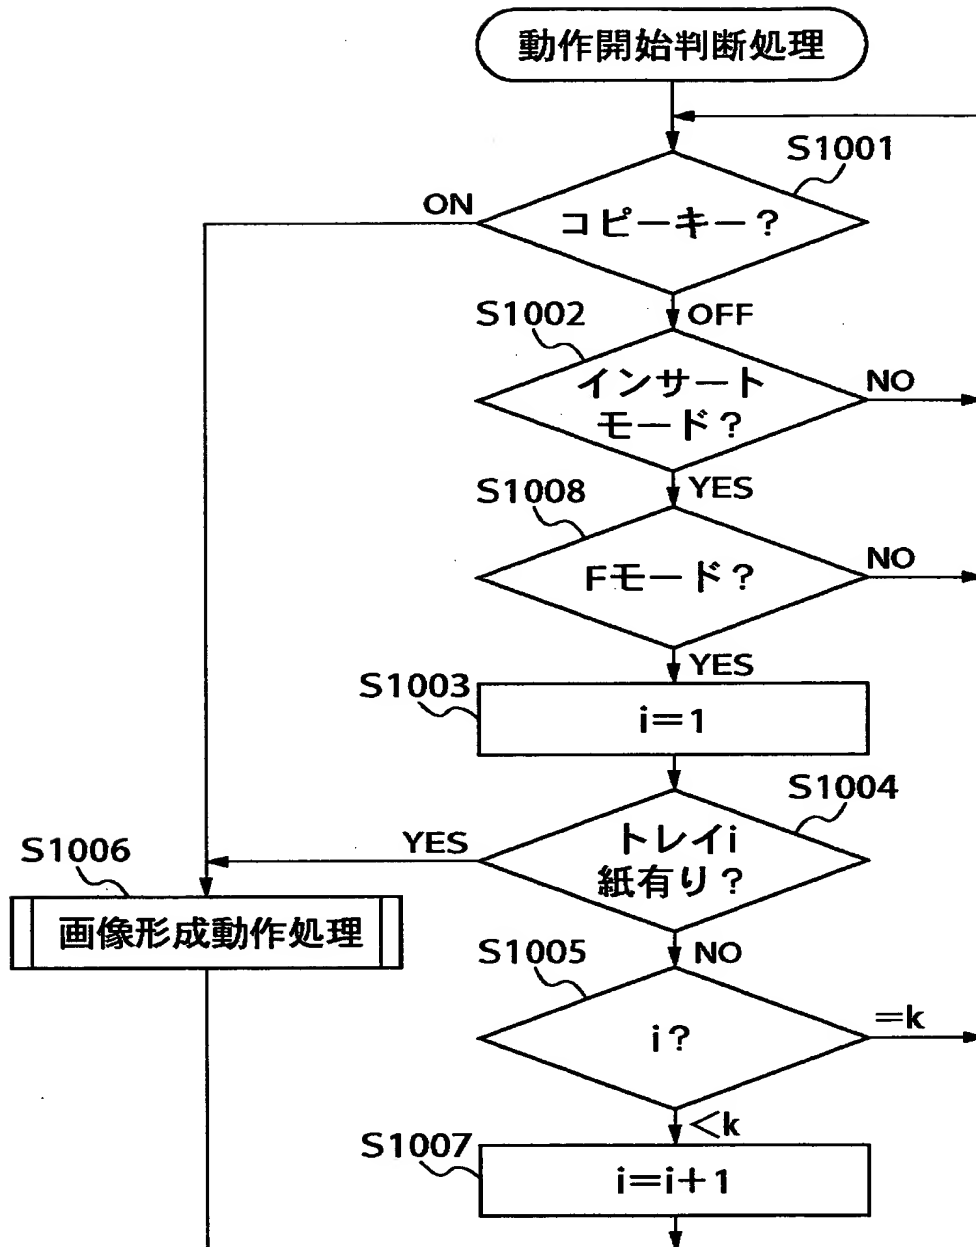 動作開始判断処理
S1001
ON
コピーキー？
S1002
OFF
インサート
モード？
NO
S1008
YES
Fモード？
NO
YES
S1003
i＝1
S1004
YES
トレイi
紙有り？
S1006
画像形成動作処理
NO
S1005
i？
＝k
＜k
S1007
i＝i＋1